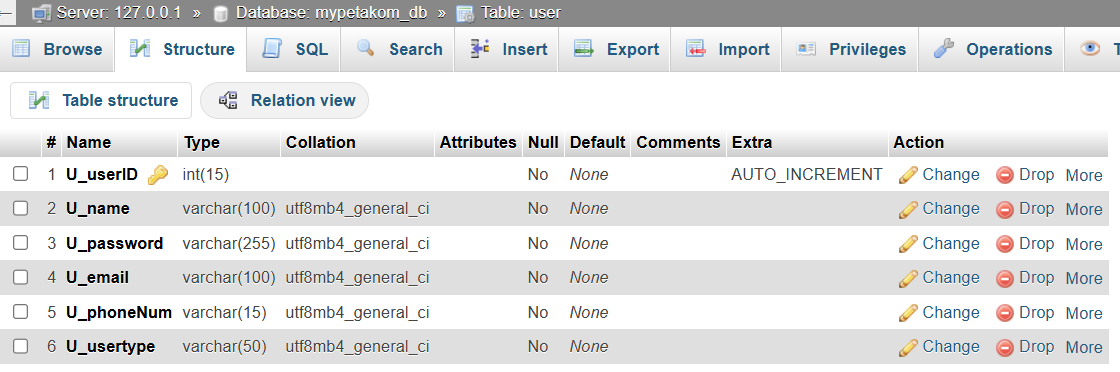 Server: 127.0.0.1 » Database: mypetakom_db » Table: user
Browse Structure SQL Search Insert Export Import Privileges Operations T
Table structure Relation view
# Name Type Collation Attributes Null Default Comments Extra Action
1 U_userID int(15) No None AUTO_INCREMENT Change Drop More
2 U_name varchar(100) utf8mb4_general_ci No None Change Drop More
3 U_password varchar(255) utf8mb4_general_ci No None Change Drop More
4 U_email varchar(100) utf8mb4_general_ci No None Change Drop More
5 U_phoneNum varchar(15) utf8mb4_general_ci No None Change Drop More
6 U_usertype varchar(50) utf8mb4_general_ci No None Change Drop More